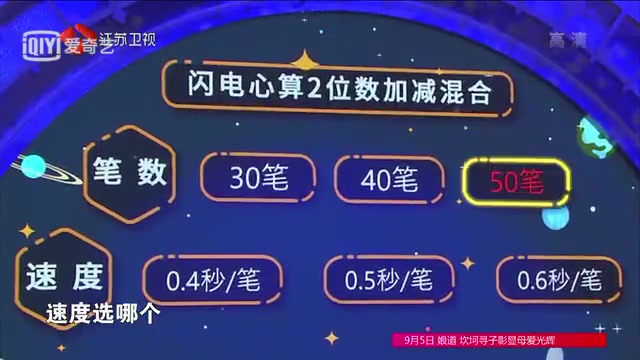 iQIYI 爱奇艺
江苏卫视
高清
闪电心算2位数加减混合
笔数
30笔
40笔
50笔
速度
0.4秒/笔
0.5秒/笔
0.6秒/笔
速度选哪个
9月5日 娘道 坎坷寻子彰显母爱光辉